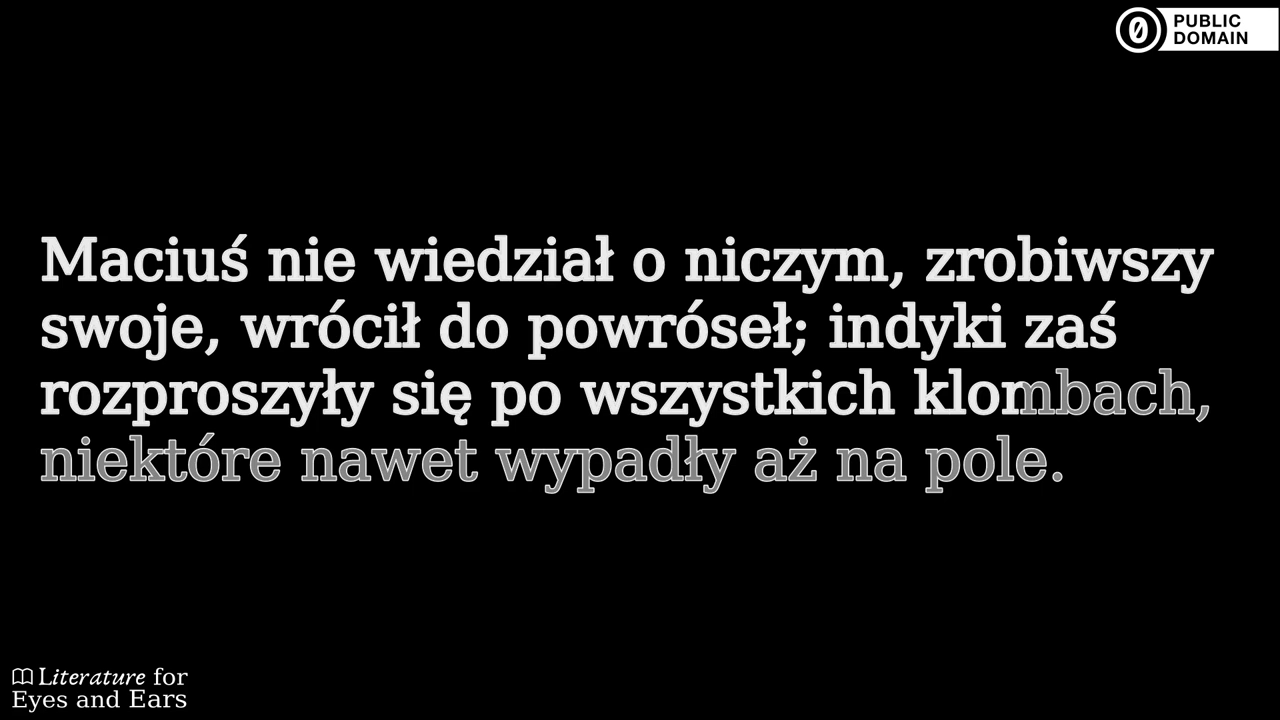 PUBLIC
DOMAIN
Maciuś nie wiedział o niczym, zrobiwszy
swoje, wrócił do powróseł; indyki zaś
rozproszyły się po wszystkich klombach,
niektóre nawet wypadły aż na pole.
Literature for
Eyes and Ears